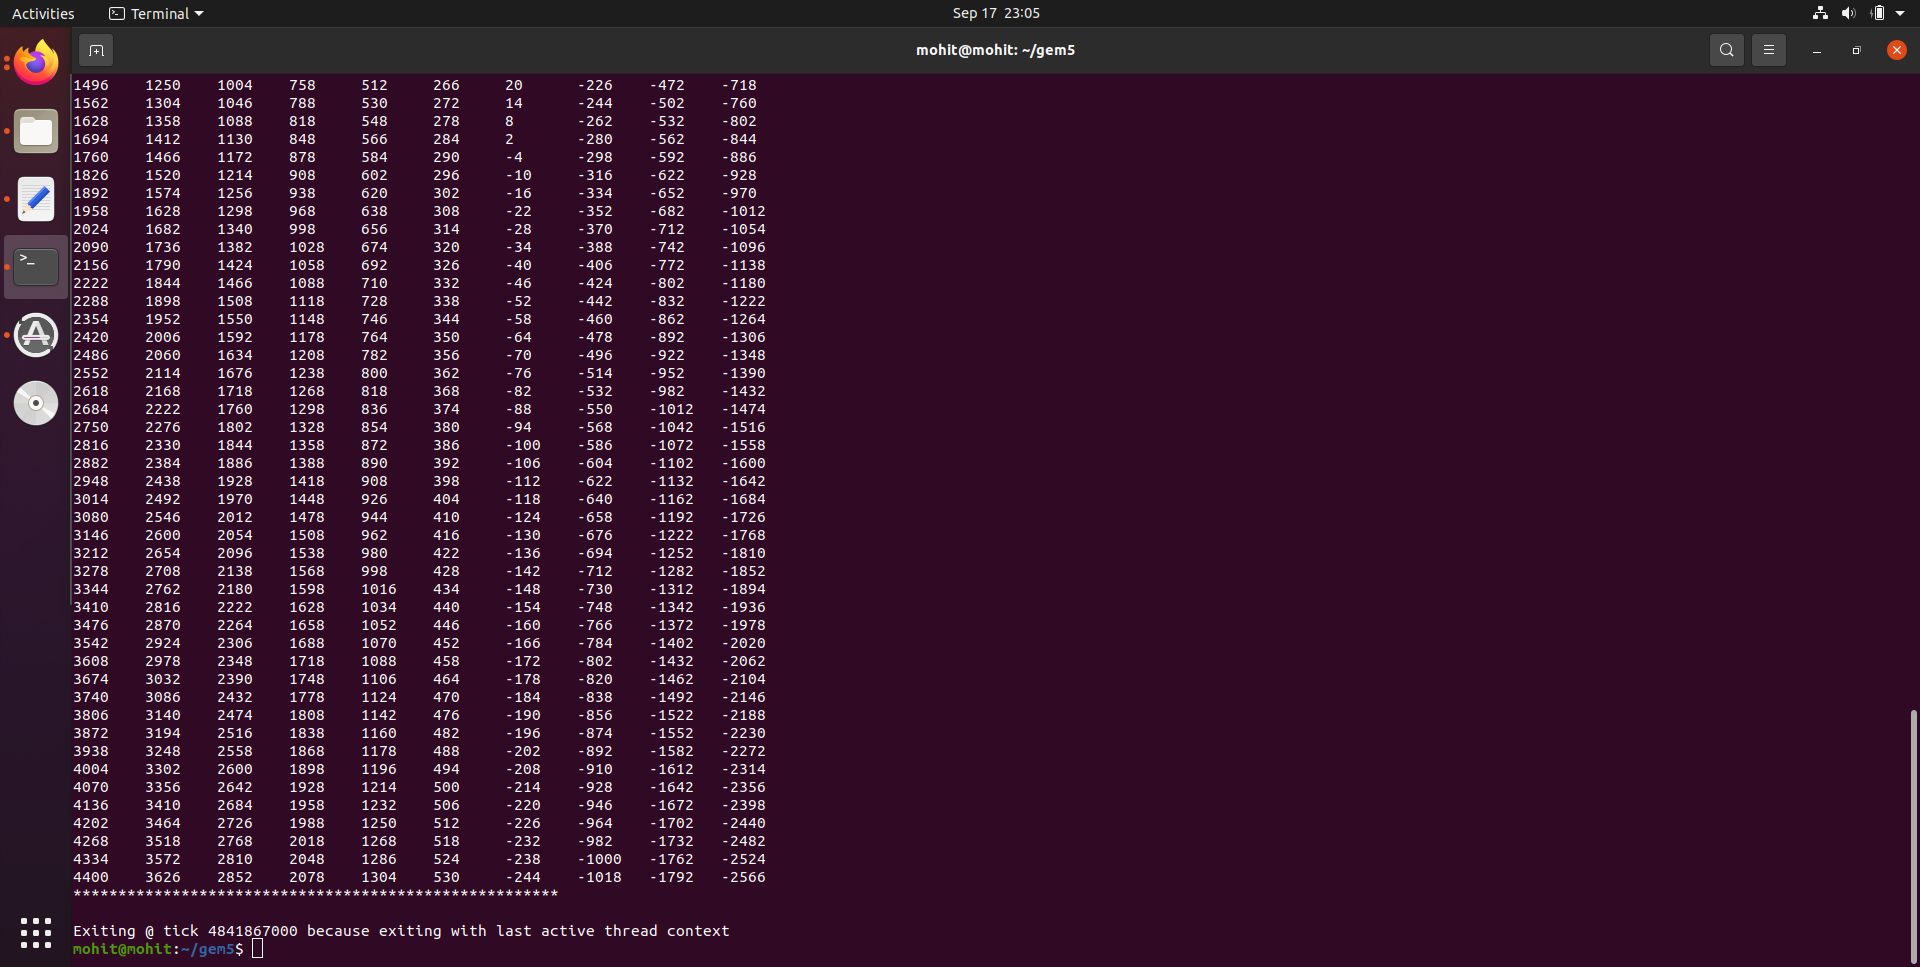 Activities Terminal Sep 17 23:05
mohit@mohit: ~/gem5
1496 1250 1004 758 512 266 20 -226 -472 -718
1562 1304 1046 788 530 272 14 -244 -502 -760
1628 1358 1088 818 548 278 8 -262 -532 -802
1694 1412 1130 848 566 284 2 -280 -562 -844
1760 1466 1172 878 584 290 -4 -298 -592 -886
1826 1520 1214 908 602 296 -10 -316 -622 -928
1892 1574 1256 938 620 302 -16 -334 -652 -970
1958 1628 1298 968 638 308 -22 -352 -682 -1012
2024 1682 1340 998 656 314 -28 -370 -712 -1054
2090 1736 1382 1028 674 320 -34 -388 -742 -1096
2156 1790 1424 1058 692 326 -40 -406 -772 -1138
2222 1844 1466 1088 710 332 -46 -424 -802 -1180
2288 1898 1508 1118 728 338 -52 -442 -832 -1222
2354 1952 1550 1148 746 344 -58 -460 -862 -1264
2420 2006 1592 1178 764 350 -64 -478 -892 -1306
2486 2060 1634 1208 782 356 -70 -496 -922 -1348
2552 2114 1676 1238 800 362 -76 -514 -952 -1390
2618 2168 1718 1268 818 368 -82 -532 -982 -1432
2684 2222 1760 1298 836 374 -88 -550 -1012 -1474
2750 2276 1802 1328 854 380 -94 -568 -1042 -1516
2816 2330 1844 1358 872 386 -100 -586 -1072 -1558
2882 2384 1886 1388 890 392 -106 -604 -1102 -1600
2948 2438 1928 1418 908 398 -112 -622 -1132 -1642
3014 2492 1970 1448 926 404 -118 -640 -1162 -1684
3080 2546 2012 1478 944 410 -124 -658 -1192 -1726
3146 2600 2054 1508 962 416 -130 -676 -1222 -1768
3212 2654 2096 1538 980 422 -136 -694 -1252 -1810
3278 2708 2138 1568 998 428 -142 -712 -1282 -1852
3344 2762 2180 1598 1016 434 -148 -730 -1312 -1894
3410 2816 2222 1628 1034 440 -154 -748 -1342 -1936
3476 2870 2264 1658 1052 446 -160 -766 -1372 -1978
3542 2924 2306 1688 1070 452 -166 -784 -1402 -2020
3608 2978 2348 1718 1088 458 -172 -802 -1432 -2062
3674 3032 2390 1748 1106 464 -178 -820 -1462 -2104
3740 3086 2432 1778 1124 470 -184 -838 -1492 -2146
3806 3140 2474 1808 1142 476 -190 -856 -1522 -2188
3872 3194 2516 1838 1160 482 -196 -874 -1552 -2230
3938 3248 2558 1868 1178 488 -202 -892 -1582 -2272
4004 3302 2600 1898 1196 494 -208 -910 -1612 -2314
4070 3356 2642 1928 1214 500 -214 -928 -1642 -2356
4136 3410 2684 1958 1232 506 -220 -946 -1672 -2398
4202 3464 2726 1988 1250 512 -226 -964 -1702 -2440
4268 3518 2768 2018 1268 518 -232 -982 -1732 -2482
4334 3572 2810 2048 1286 524 -238 -1000 -1762 -2524
4400 3626 2852 2078 1304 530 -244 -1018 -1792 -2566
******************************************************
Exiting @ tick 4841867000 because exiting with last active thread context
mohit@mohit:~/gem5$